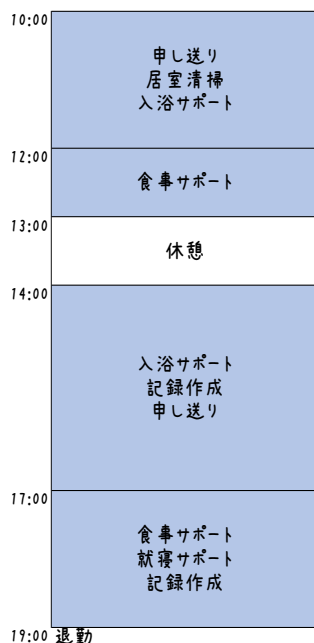 10:00
申し送り
居室清掃
入浴サポート
12:00
食事サポート
13:00
休憩
14:00
入浴サポート
記録作成
申し送り
17:00
食事サポート
就寝サポート
記録作成
19:00 退勤